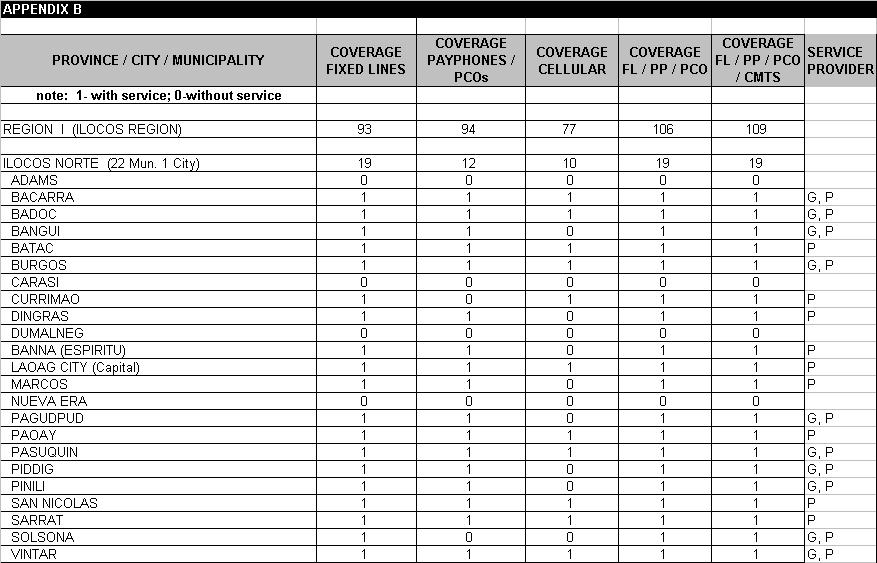 APPENDIX B
PROVINCE / CITY / MUNICIPALITY COVERAGE FIXED LINES COVERAGE PAYPHONES / PCOs COVERAGE CELLULAR COVERAGE FL / PP / PCO COVERAGE FL / PP / PCO / CMTS SERVICE PROVIDER
note: 1- with service; 0-without service
REGION I (ILOCOS REGION) 93 94 77 106 109
ILOCOS NORTE (22 Mun. 1 City) 19 12 10 19 19
ADAMS 0 0 0 0 0
BACARRA 1 1 1 1 1 G, P
BADOC 1 1 1 1 1 G, P
BANGUI 1 1 0 1 1 G, P
BATAC 1 1 1 1 1 P
BURGOS 1 1 1 1 1 G, P
CARASI 0 0 0 0 0
CURRIMAO 1 0 1 1 1 P
DINGRAS 1 1 0 1 1 P
DUMALNEG 0 0 0 0 0
BANNA (ESPIRITU) 1 1 0 1 1 P
LAOAG CITY (Capital) 1 1 1 1 1 P
MARCOS 1 1 0 1 1 P
NUEVA ERA 0 0 0 0 0
PAGUDPUD 1 1 0 1 1 G, P
PAOAY 1 1 1 1 1 P
PASUQUIN 1 1 1 1 1 G, P
PIDDIG 1 1 0 1 1 G, P
PINILI 1 1 0 1 1 G, P
SAN NICOLAS 1 1 1 1 1 P
SARRAT 1 1 1 1 1 P
SOLSONA 1 0 0 1 1 G, P
VINTAR 1 1 1 1 1 G, P